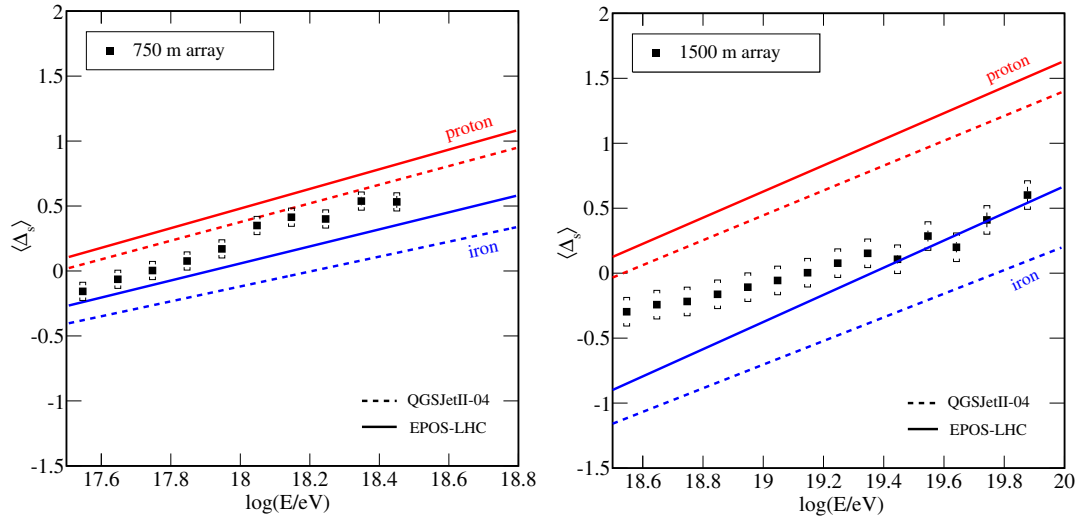 2
750 m array
1.5
1
0.5
0
-0.5
-1
-1.5
⟨Δs⟩
proton
iron
QGSJetII-04
EPOS-LHC
17.6 17.8 18 18.2 18.4 18.6 18.8
log(E/eV)
2
1500 m array
1.5
1
0.5
0
-0.5
-1
-1.5
⟨Δs⟩
proton
iron
QGSJetII-04
EPOS-LHC
18.6 18.8 19 19.2 19.4 19.6 19.8 20
log(E/eV)